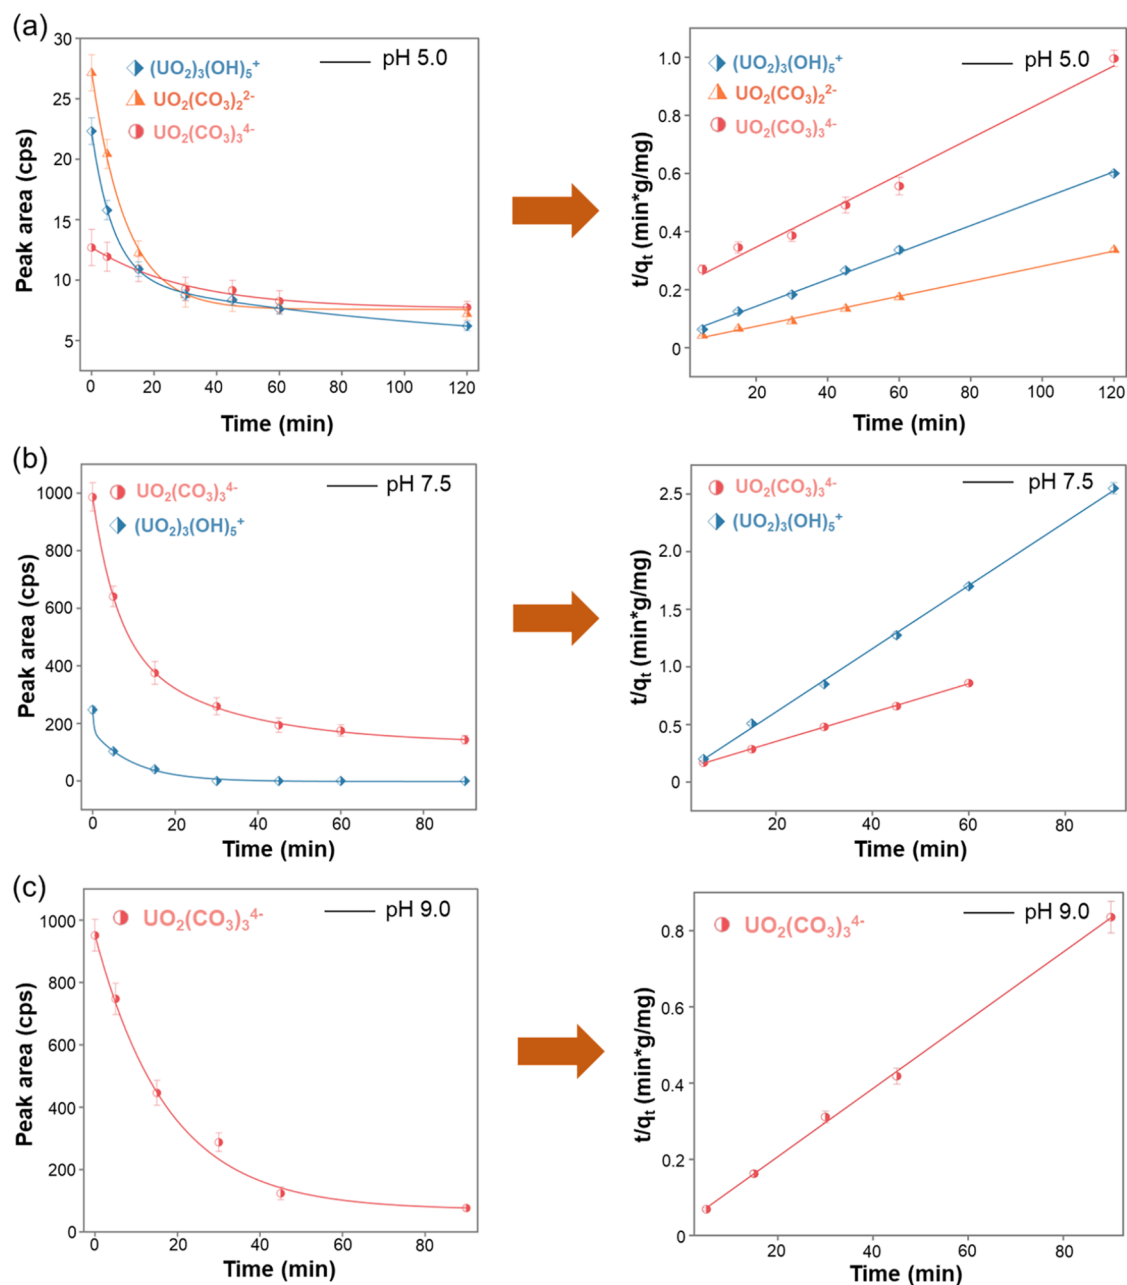 (a)
30
25
20
15
10
5
Peak area (cps)
(UO₂)₃(OH)₅⁺
UO₂(CO₃)₂²⁻
UO₂(CO₃)₃⁴⁻
pH 5.0
0 20 40 60 80 100 120
Time (min)
1.0
0.8
0.6
0.4
0.2
0
t/qₜ (min*g/mg)
(UO₂)₃(OH)₅⁺
UO₂(CO₃)₂²⁻
UO₂(CO₃)₃⁴⁻
pH 5.0
20 40 60 80 100 120
Time (min)
(b)
1000
800
600
400
200
0
Peak area (cps)
UO₂(CO₃)₃⁴⁻
(UO₂)₃(OH)₅⁺
pH 7.5
0 20 40 60 80
Time (min)
2.5
2.0
1.5
1.0
0.5
0
t/qₜ (min*g/mg)
UO₂(CO₃)₃⁴⁻
(UO₂)₃(OH)₅⁺
pH 7.5
20 40 60 80
Time (min)
(c)
1000
800
600
400
200
0
Peak area (cps)
UO₂(CO₃)₃⁴⁻
pH 9.0
0 20 40 60 80
Time (min)
0.8
0.6
0.4
0.2
0
t/qₜ (min*g/mg)
UO₂(CO₃)₃⁴⁻
pH 9.0
20 40 60 80
Time (min)